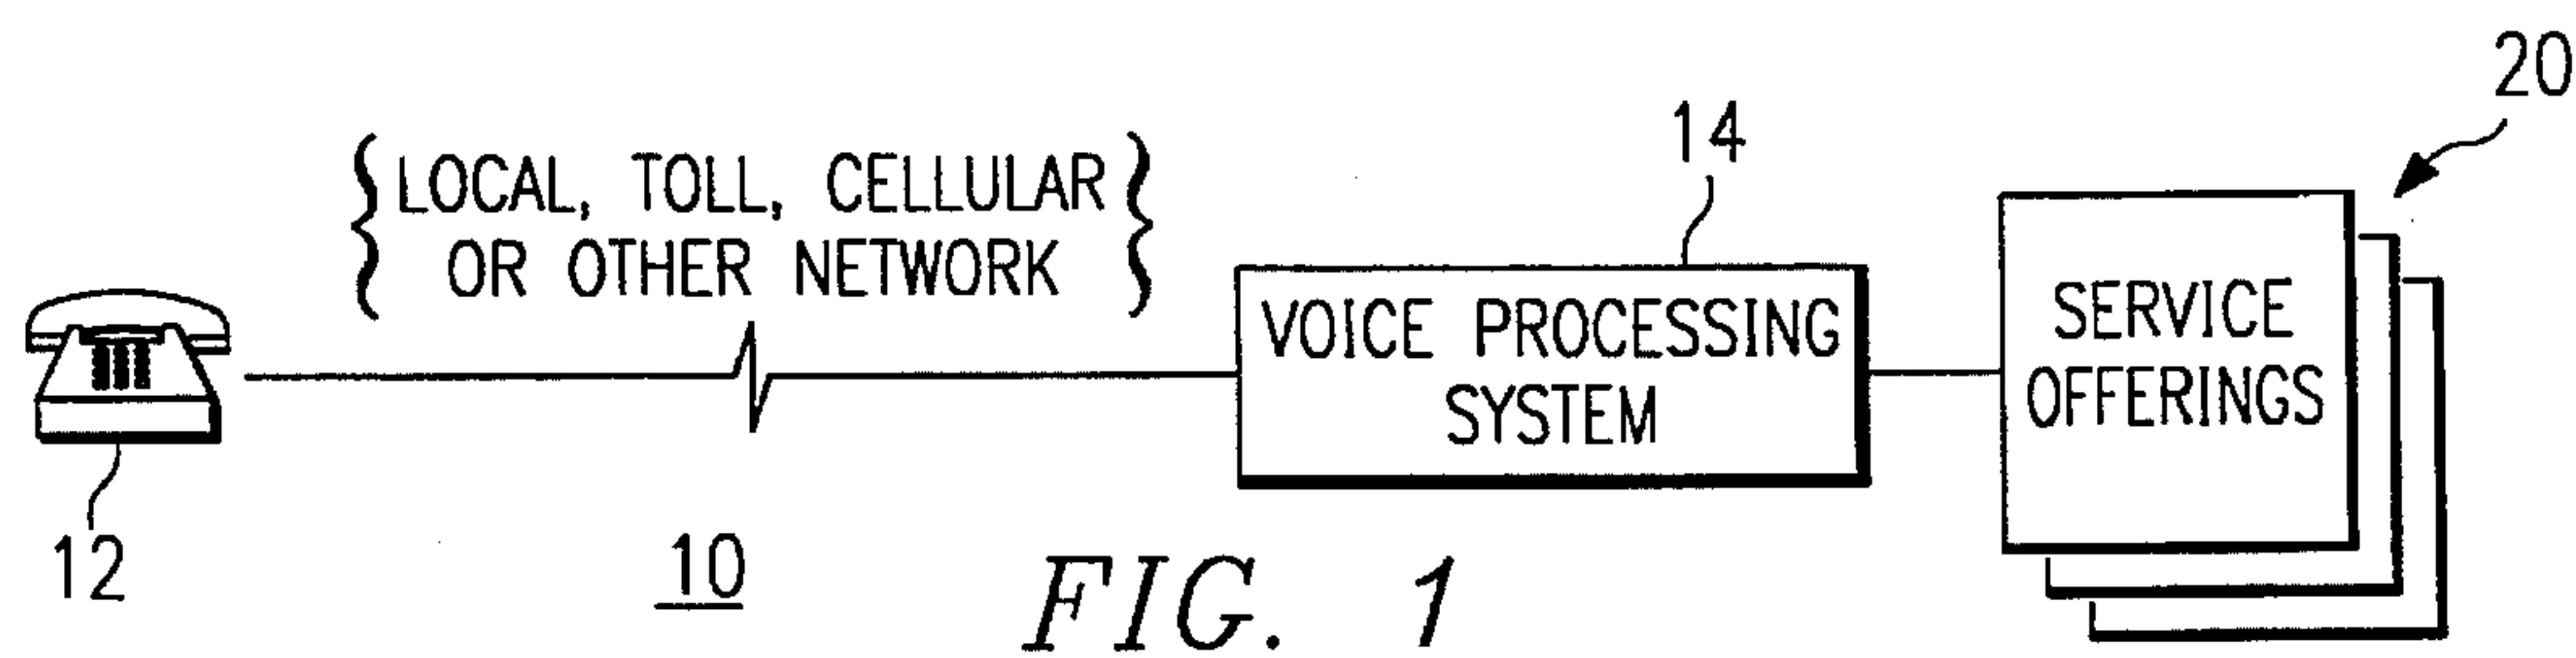 20
14
{LOCAL, TOLL, CELLULAR
OR OTHER NETWORK}
VOICE PROCESSING
SYSTEM
SERVICE
OFFERINGS
12
10
FIG. 1